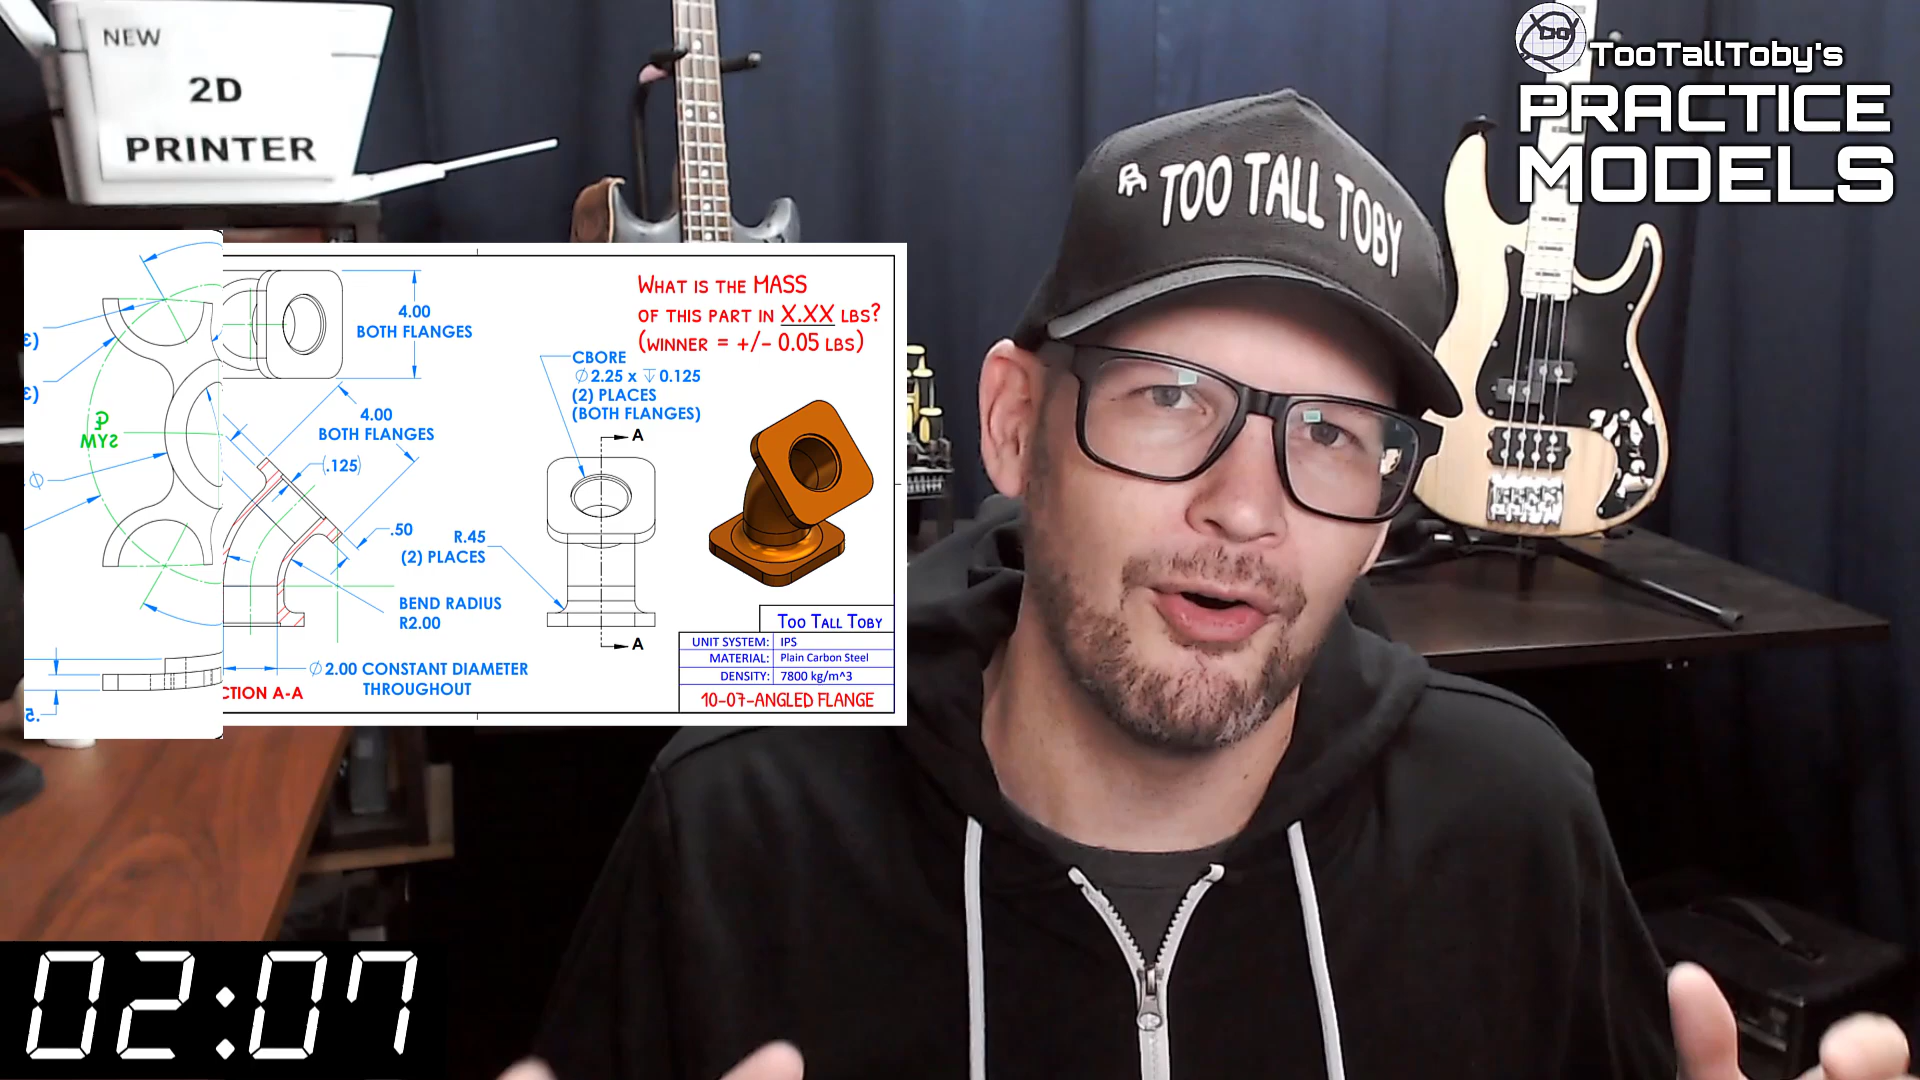 NEW
2D
PRINTER
TooTallToby's
PRACTICE
MODELS
TOO TALL TOBY
WHAT IS THE MASS
OF THIS PART IN X.XX LBS?
(WINNER = +/- 0.05 LBS)
4.00
BOTH FLANGES
CBORE
∅2.25 x ↧0.125
(2) PLACES
(BOTH FLANGES)
4.00
BOTH FLANGES
(.125)
A
SYM
.50
R.45
(2) PLACES
BEND RADIUS
R2.00
A
∅2.00 CONSTANT DIAMETER
THROUGHOUT
CTION A-A
TOO TALL TOBY
UNIT SYSTEM: IPS
MATERIAL: Plain Carbon Steel
DENSITY: 7800 kg/m^3
10-07-ANGLED FLANGE
02:07